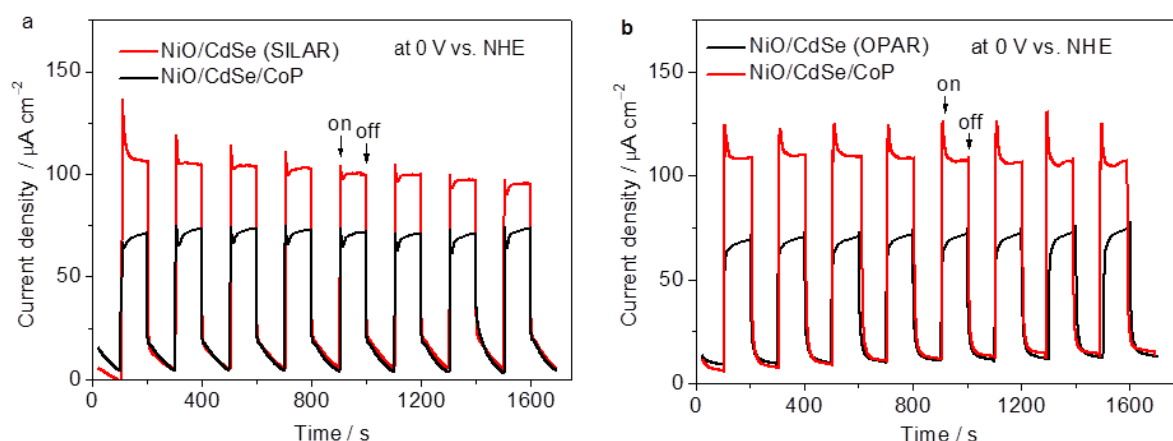 a
NiO/CdSe (SILAR) at 0 V vs. NHE
NiO/CdSe/CoP
on
off
150
100
50
0
Current density / μA cm⁻²
0 400 800 1200 1600
Time / s
b
NiO/CdSe (OPAR) at 0 V vs. NHE
NiO/CdSe/CoP
on
off
150
100
50
0
Current density / μA cm⁻²
0 400 800 1200 1600
Time / s